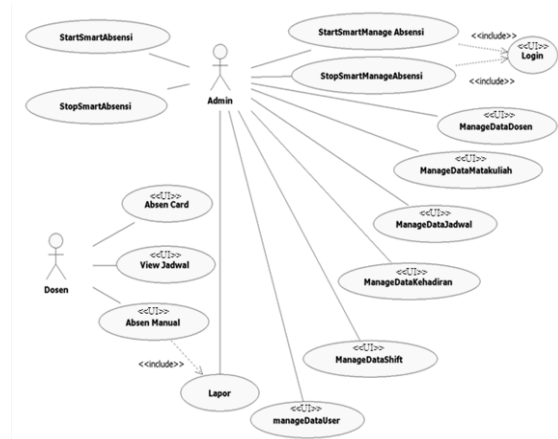 StartSmartAbsensi
StopSmartAbsensi
Admin
StartSmartManage Absensi
StopSmartManageAbsensi
<<include>>
<<include>>
<<UI>>
Login
<<UI>>
ManageDataDosen
<<UI>>
ManageDataMatakuliah
<<UI>>
ManageDataJadwal
<<UI>>
ManageDataKehadiran
<<UI>>
ManageDataShift
<<UI>>
manageDataUser
Dosen
<<UI>>
Absen Card
<<UI>>
View Jadwal
<<UI>>
Absen Manual
<<include>>
Lapor